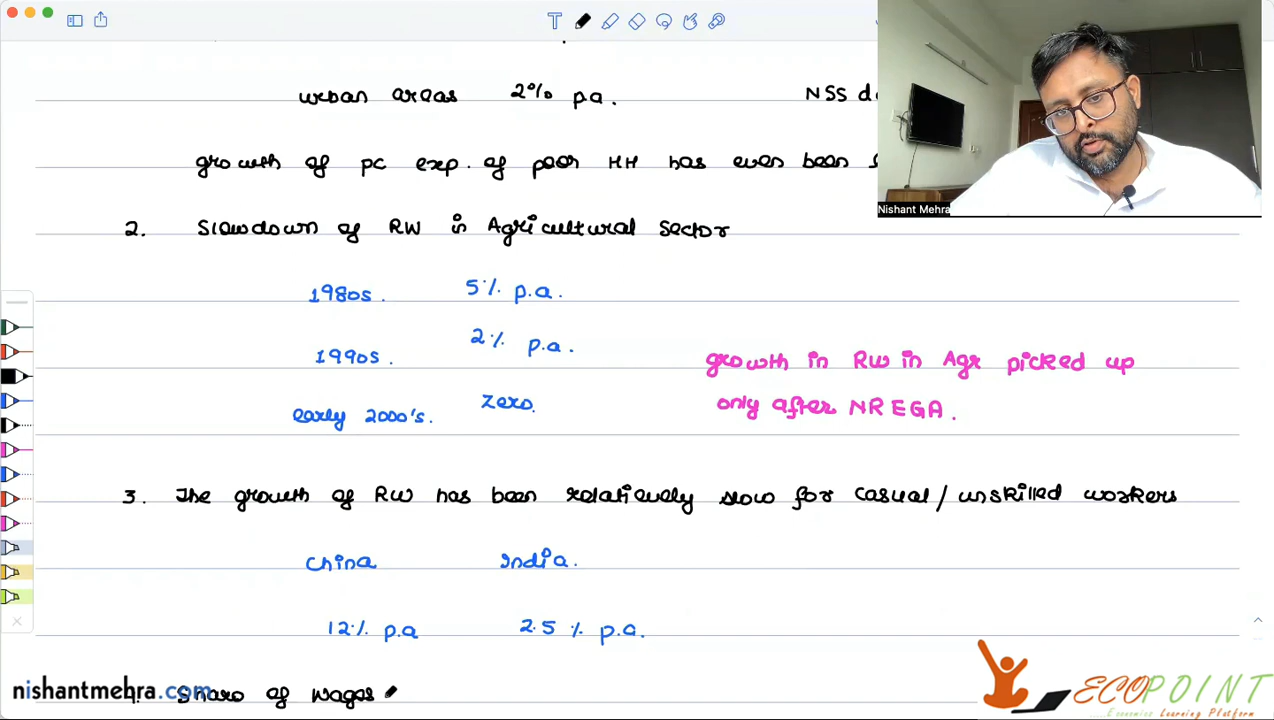 urban areas 2% p.a. NSS d
growth of pc exp. of poor HH has even been
2. Slowdown of RW in Agricultural Sector
1980s. 5% p.a.
1990s. 2% p.a.
growth in RW in Agr picked up
early 2000's. zero.
only after NREGA.
3. The growth of RW has been relatively slow for casual/unskilled workers
China India.
12% p.a 2.5% p.a.
Share of wages
Nishant Mehra
nishantmehra.com
ECOPOINT
Economics Learning Platform